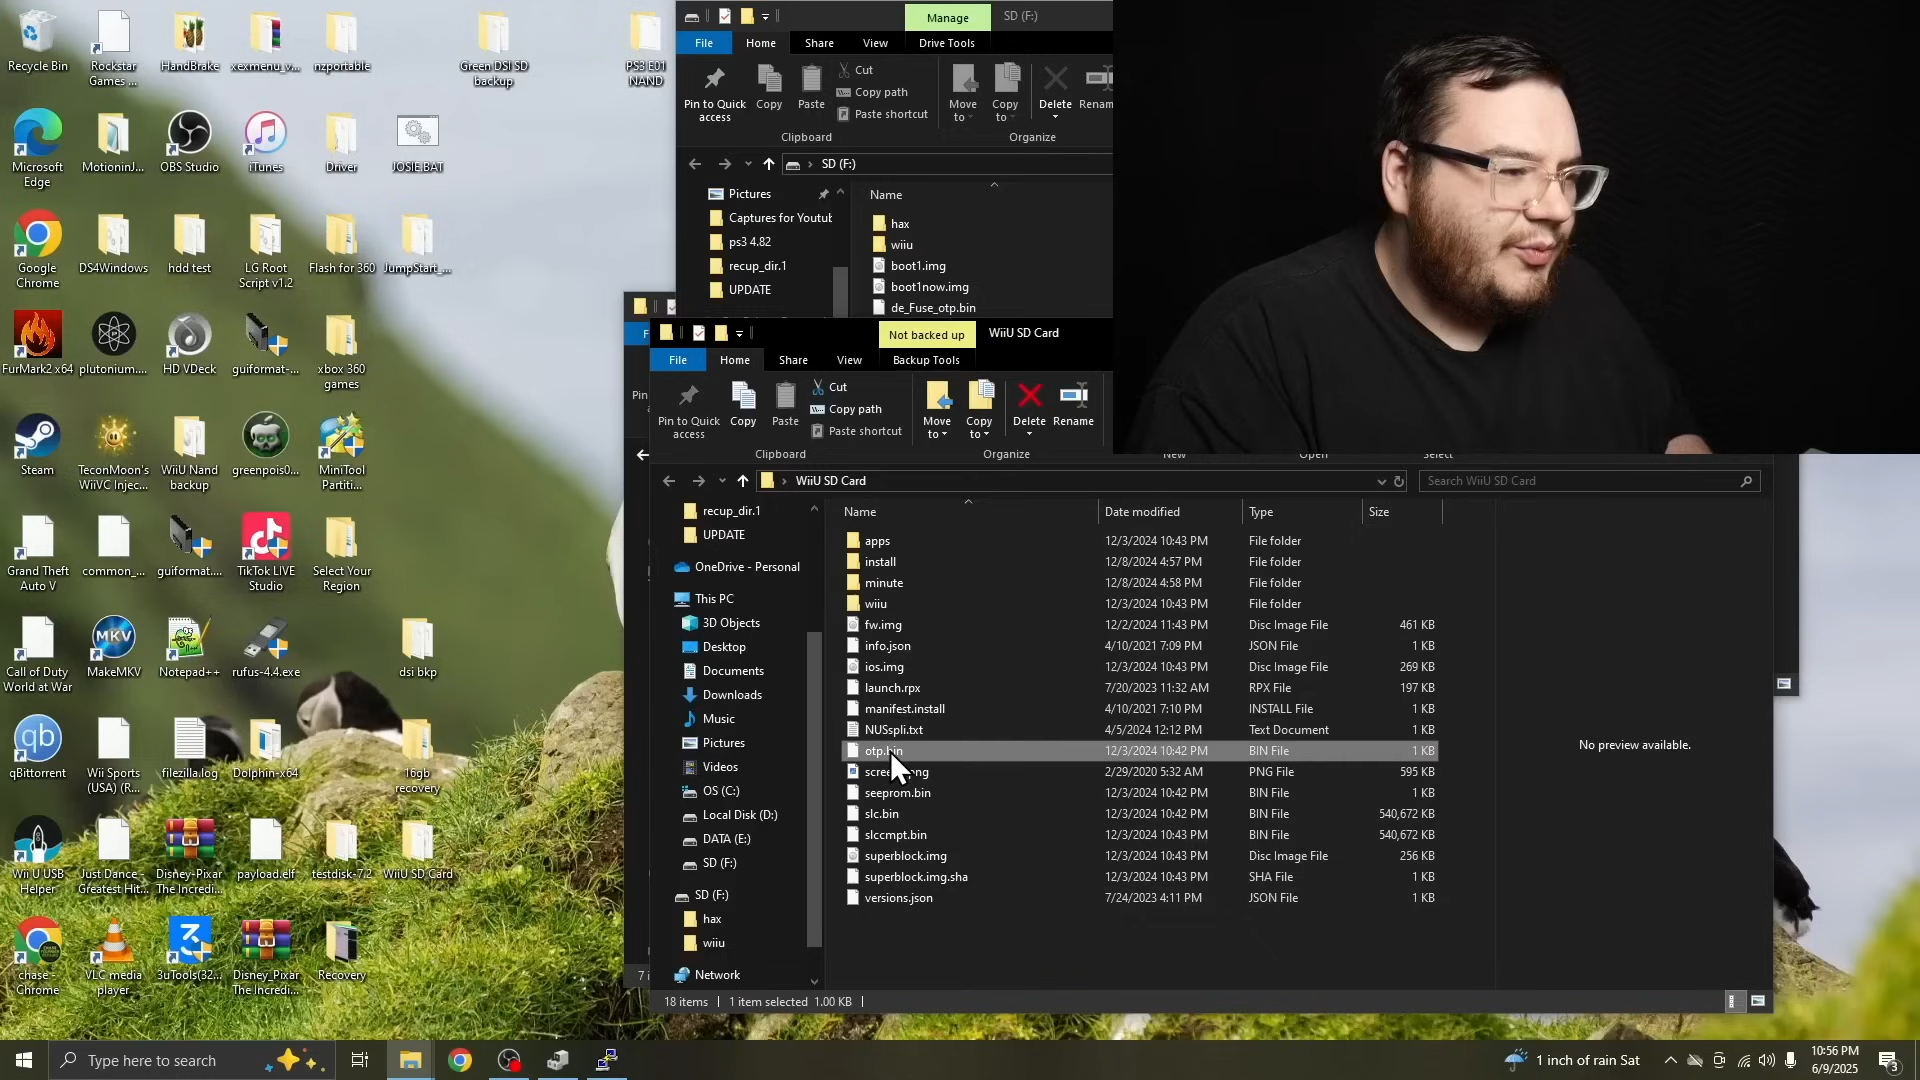 Recycle Bin
Rockstar
Games ...
HandBrake
xexmenu_v...
nzportable
Green DSI SD
backup
PS3 E01
NAND
Microsoft
Edge
MotioninJ...
OBS Studio
iTunes
Driver
JOSIE.BAT
Google
Chrome
DS4Windows
hdd test
LG Root
Script v1.2
Flash for 360
JumpStart_...
FurMark2 x64
plutonium....
HD VDeck
guiformat-...
xbox 360
games
Steam
TeconMoon's
WiiVC Injec...
WiiU Nand
backup
greenpois0...
MiniTool
Partiti...
Grand Theft
Auto V
common_...
guiformat....
TikTok LIVE
Studio
Select Your
Region
Call of Duty
World at War
MakeMKV
Notepad++
rufus-4.4.exe
dsi bkp
qBittorrent
Wii Sports
(USA) (R...
filezilla.log
Dolphin-x64
16gb
recovery
Wii U USB
Helper
Just Dance -
Greatest Hit...
Disney-Pixar
The Incredi...
payload.elf
testdisk-7.2
WiiU SD Card
chase -
Chrome
VLC media
player
3uTools(32...
Disney_Pixar
The Incredi...
Recovery
Manage
SD (F:)
File
Home
Share
View
Drive Tools
Pin to Quick
access
Copy
Paste
Cut
Copy path
Paste shortcut
Move
to
Copy
to
Delete
Renam
Clipboard
Organize
SD (F:)
Pictures
Captures for Youtub
ps3 4.82
recup_dir.1
UPDATE
Name
hax
wiiu
boot1.img
boot1now.img
de_Fuse_otp.bin
Not backed up
WiiU SD Card
File
Home
Share
View
Backup Tools
Pin to Quick
access
Copy
Paste
Cut
Copy path
Paste shortcut
Move
to
Copy
to
Delete
Rename
Clipboard
Organize
New
Open
Select
WiiU SD Card
Search WiiU SD Card
recup_dir.1
UPDATE
OneDrive - Personal
This PC
3D Objects
Desktop
Documents
Downloads
Music
Pictures
Videos
OS (C:)
Local Disk (D:)
DATA (E:)
SD (F:)
SD (F:)
hax
wiiu
Network
Name Date modified Type Size
apps 12/3/2024 10:43 PM File folder
install 12/8/2024 4:57 PM File folder
minute 12/8/2024 4:58 PM File folder
wiiu 12/3/2024 10:43 PM File folder
fw.img 12/2/2024 11:43 PM Disc Image File 461 KB
info.json 4/10/2021 7:09 PM JSON File 1 KB
ios.img 12/3/2024 10:43 PM Disc Image File 269 KB
launch.rpx 7/20/2023 11:32 AM RPX File 197 KB
manifest.install 4/10/2021 7:10 PM INSTALL File 1 KB
NUSspli.txt 4/5/2024 12:12 PM Text Document 1 KB
otp.bin 12/3/2024 10:42 PM BIN File 1 KB
2/29/2020 5:32 AM PNG File 595 KB
seeprom.bin 12/3/2024 10:42 PM BIN File 1 KB
slc.bin 12/3/2024 10:42 PM BIN File 540,672 KB
slccmpt.bin 12/3/2024 10:43 PM BIN File 540,672 KB
superblock.img 12/3/2024 10:43 PM Disc Image File 256 KB
superblock.img.sha 12/3/2024 10:43 PM SHA File 1 KB
versions.json 7/24/2023 4:11 PM JSON File 1 KB
No preview available.
18 items 1 item selected 1.00 KB
Type here to search
1 inch of rain Sat
10:56 PM
6/9/2025
3